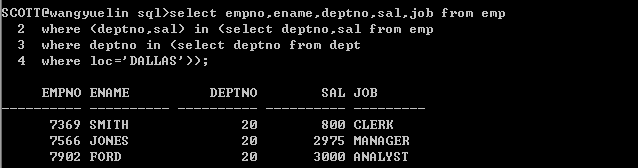 SCOTT@wangyuelin sql>select empno,ename,deptno,sal,job from emp
2 where (deptno,sal) in (select deptno,sal from emp
3 where deptno in (select deptno from dept
4 where loc='DALLAS'));
EMPNO ENAME DEPTNO SAL JOB
---------- ---------- ---------- ---------- ---------
7369 SMITH 20 800 CLERK
7566 JONES 20 2975 MANAGER
7902 FORD 20 3000 ANALYST